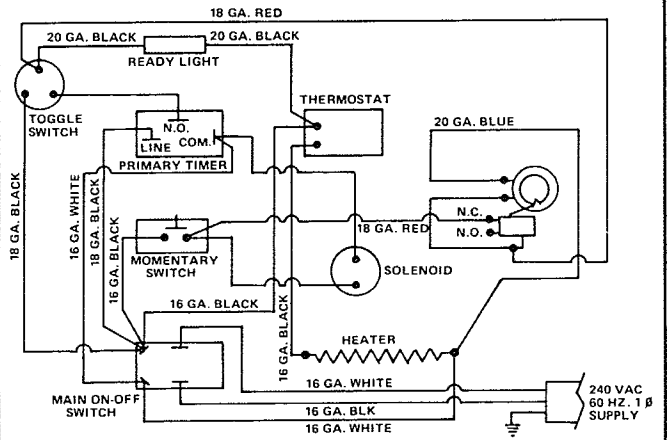 18 GA. RED
20 GA. BLACK
20 GA. BLACK
READY LIGHT
THERMOSTAT
TOGGLE
SWITCH
N.O.
LINE
COM.
PRIMARY TIMER
20 GA. BLUE
18 GA. BLACK
16 GA. WHITE
18 GA. BLACK
16 GA. BLACK
N.C.
N.O.
18 GA. RED
MOMENTARY
SWITCH
SOLENOID
16 GA. BLACK
16 GA. BLACK
HEATER
MAIN ON-OFF
SWITCH
16 GA. WHITE
16 GA. BLK
16 GA. WHITE
240 VAC
60 HZ. 1 Ø
SUPPLY